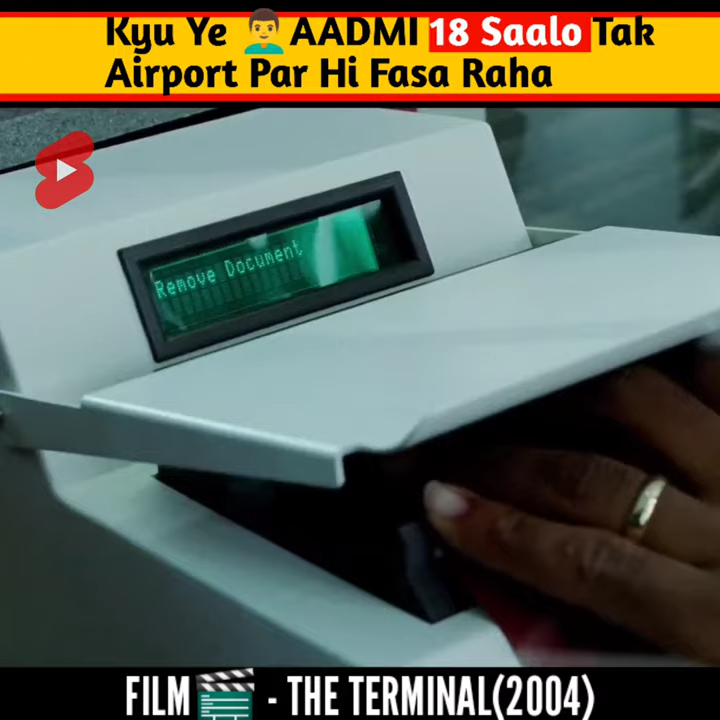 Kyu Ye 🙎‍♂️ AADMI 18 Saalo Tak
Airport Par Hi Fasa Raha
Remove Document
FILM🎬 - THE TERMINAL(2004)